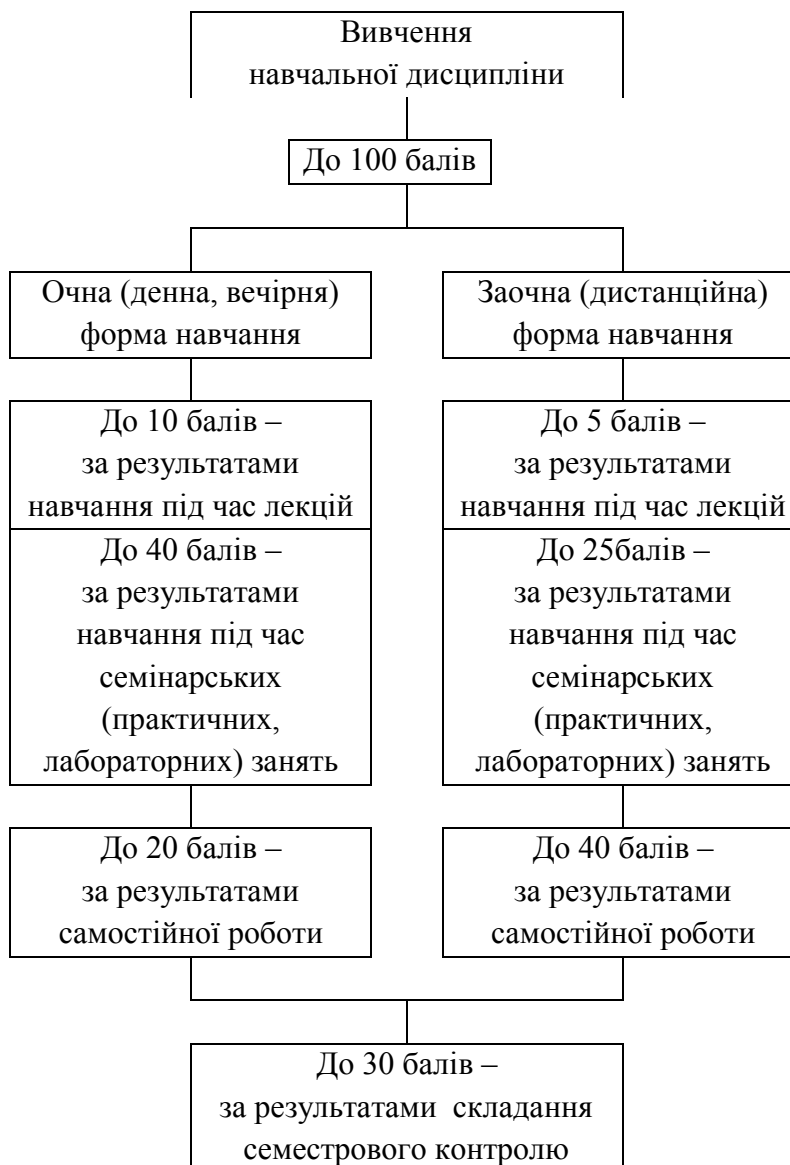 Вивчення
навчальної дисципліни
До 100 балів
Очна (денна, вечірня)
форма навчання
До 10 балів –
за результатами
навчання під час лекцій
До 40 балів –
за результатами
навчання під час
семінарських
(практичних,
лабораторних) занять
До 20 балів –
за результатами
самостійної роботи
Заочна (дистанційна)
форма навчання
До 5 балів –
за результатами
навчання під час лекцій
До 25балів –
за результатами
навчання під час
семінарських
(практичних,
лабораторних) занять
До 40 балів –
за результатами
самостійної роботи
До 30 балів –
за результатами складання
семестрового контролю